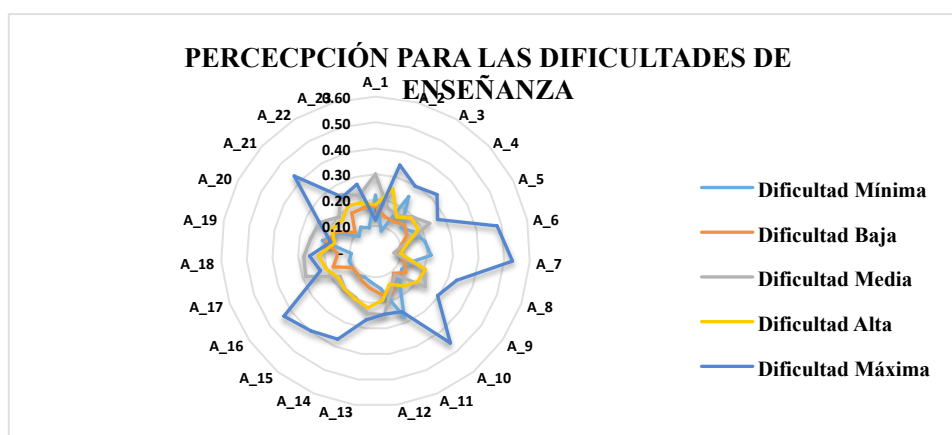 PERCECPCIÓN PARA LAS DIFICULTADES DE
ENSEÑANZA
A_1
A_2
A_3
A_4
A_5
A_6
A_7
A_8
A_9
A_10
A_11
A_12
A_13
A_14
A_15
A_16
A_17
A_18
A_19
A_20
A_21
A_22
A_23
0.60
0.50
0.40
0.30
0.20
0.10
-
Dificultad Mínima
Dificultad Baja
Dificultad Media
Dificultad Alta
Dificultad Máxima